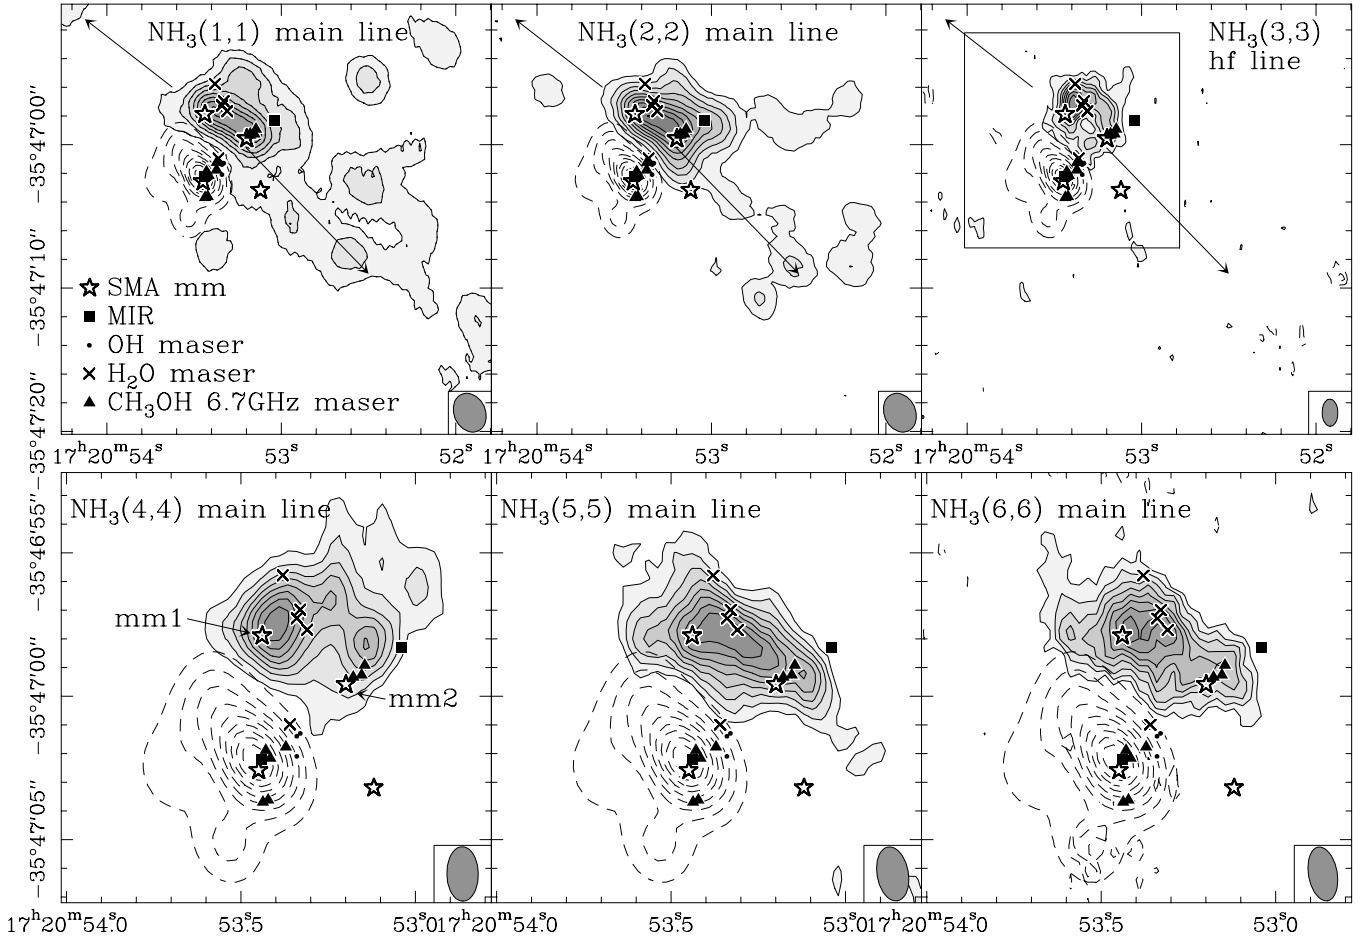 NH₃(1,1) main line
NH₃(2,2) main line
NH₃(3,3)
hf line
−35°47'00"
−35°47'10"
−35°47'20"
SMA mm
MIR
OH maser
H₂O maser
CH₃OH 6.7GHz maser
17ʰ20ᵐ54ˢ
53ˢ
52ˢ
17ʰ20ᵐ54ˢ
53ˢ
52ˢ
17ʰ20ᵐ54ˢ
53ˢ
52ˢ
NH₃(4,4) main line
NH₃(5,5) main line
NH₃(6,6) main line
−35°46'55"
−35°47'00"
−35°47'05"
mm1
mm2
17ʰ20ᵐ54ˢ.0
53ˢ.5
53ˢ.0
17ʰ20ᵐ54ˢ.0
53ˢ.5
53ˢ.0
17ʰ20ᵐ54ˢ.0
53ˢ.5
53ˢ.0